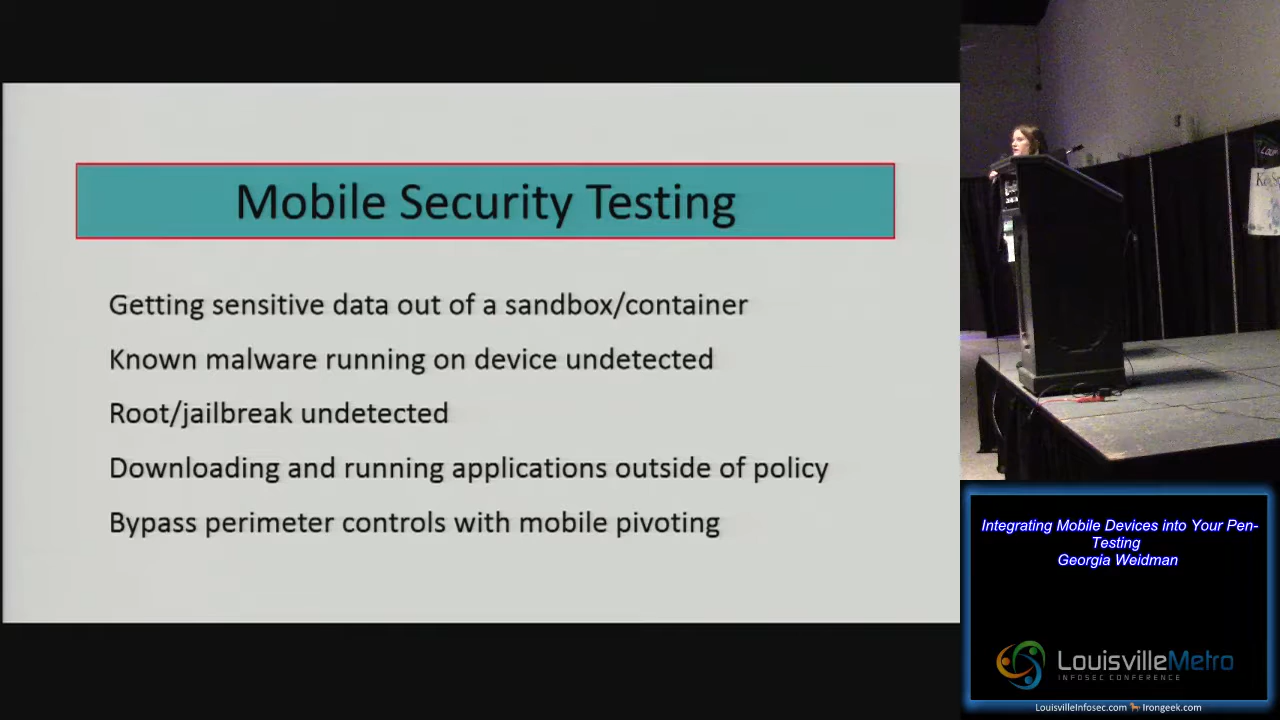 Mobile Security Testing
Getting sensitive data out of a sandbox/container
Known malware running on device undetected
Root/jailbreak undetected
Downloading and running applications outside of policy
Bypass perimeter controls with mobile pivoting
Integrating Mobile Devices into Your Pen-
Testing
Georgia Weidman
LouisvilleMetro
INFOSEC CONFERENCE
LouisvilleInfosec.com Irongeek.com